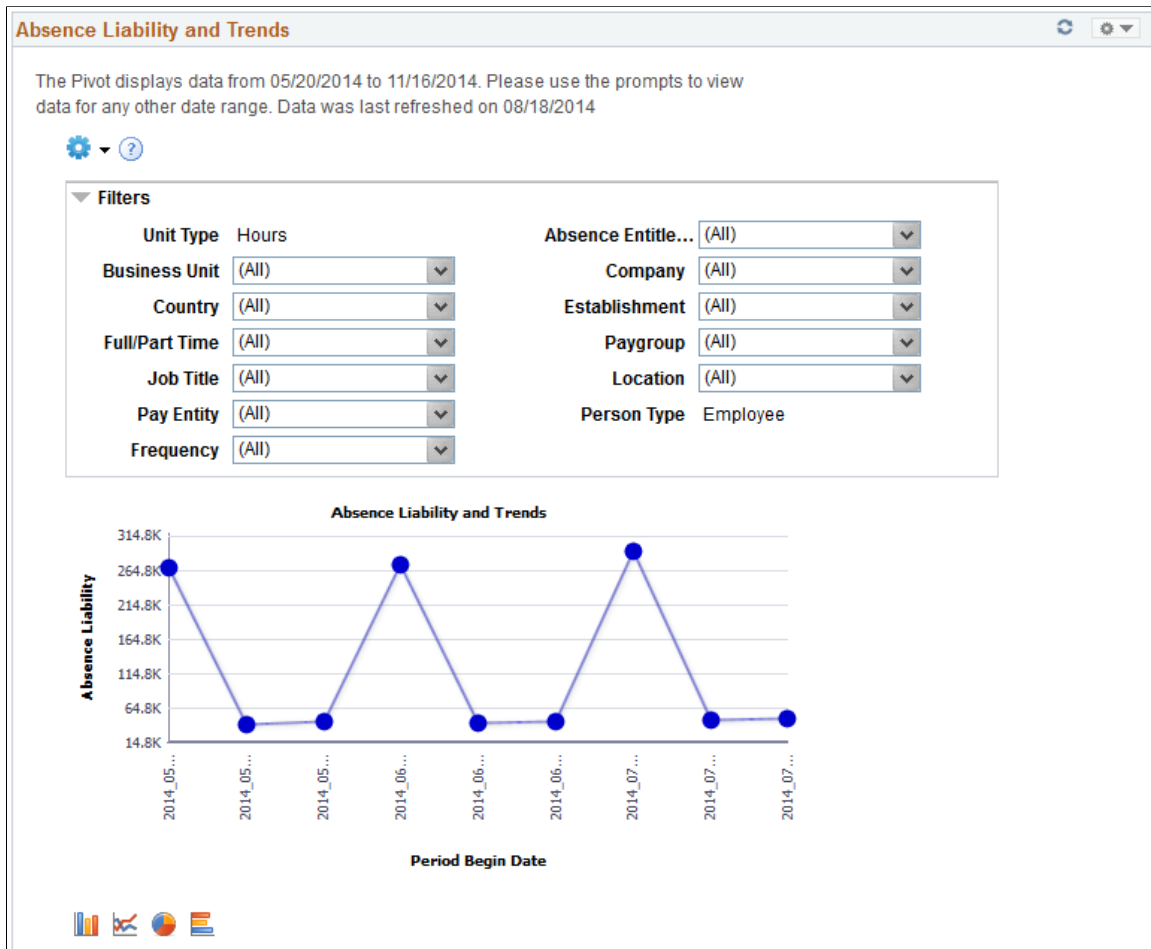 Absence Liability and Trends
The Pivot displays data from 05/20/2014 to 11/16/2014. Please use the prompts to view
data for any other date range. Data was last refreshed on 08/18/2014
?
Filters
Unit Type Hours
Absence Entitle... (All)
Business Unit (All)
Company (All)
Country (All)
Establishment (All)
Full/Part Time (All)
Paygroup (All)
Job Title (All)
Location (All)
Pay Entity (All)
Person Type Employee
Frequency (All)
Absence Liability and Trends
Absence Liability
314.8K
264.8K
214.8K
164.8K
114.8K
64.8K
14.8K
2014_05...
2014_05...
2014_05...
2014_06...
2014_06...
2014_06...
2014_07...
2014_07...
2014_07...
Period Begin Date